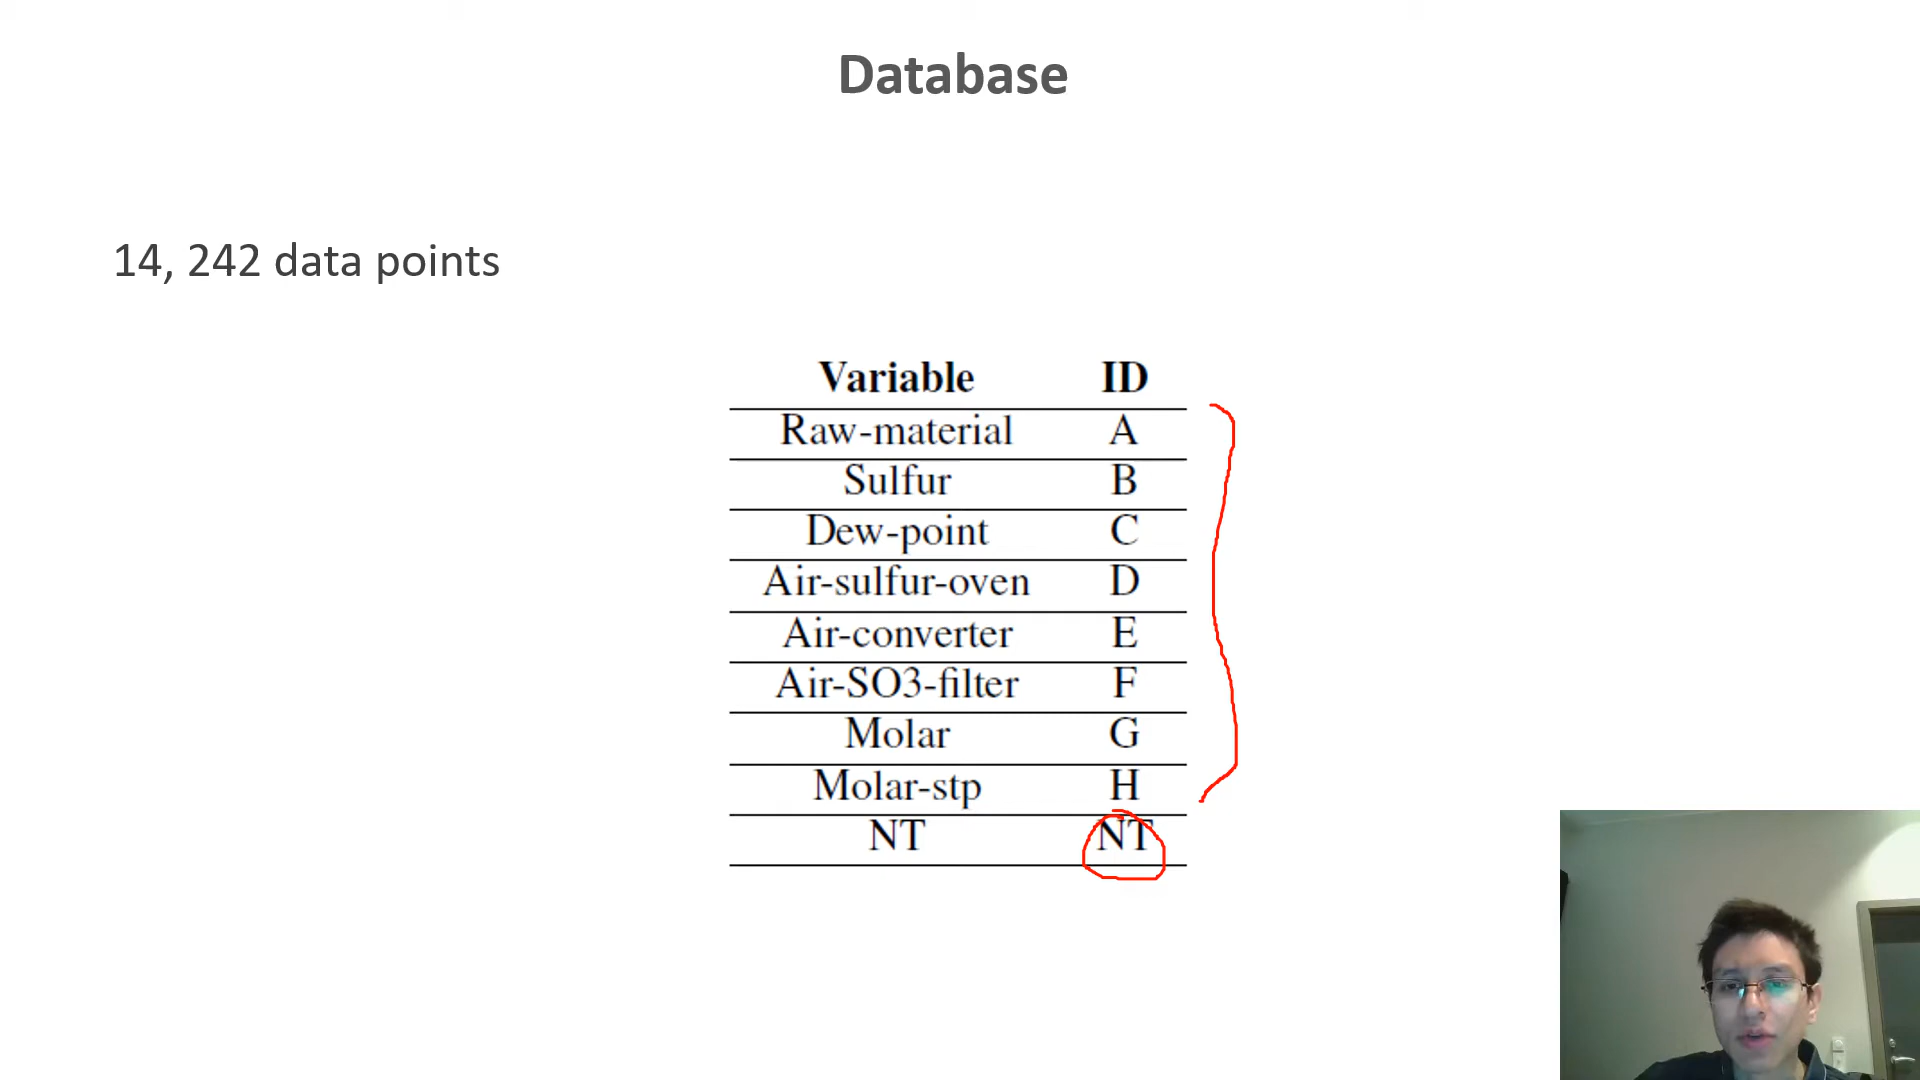 Database
14, 242 data points
Variable ID
Raw-material A
Sulfur B
Dew-point C
Air-sulfur-oven D
Air-converter E
Air-SO3-filter F
Molar G
Molar-stp H
NT NT